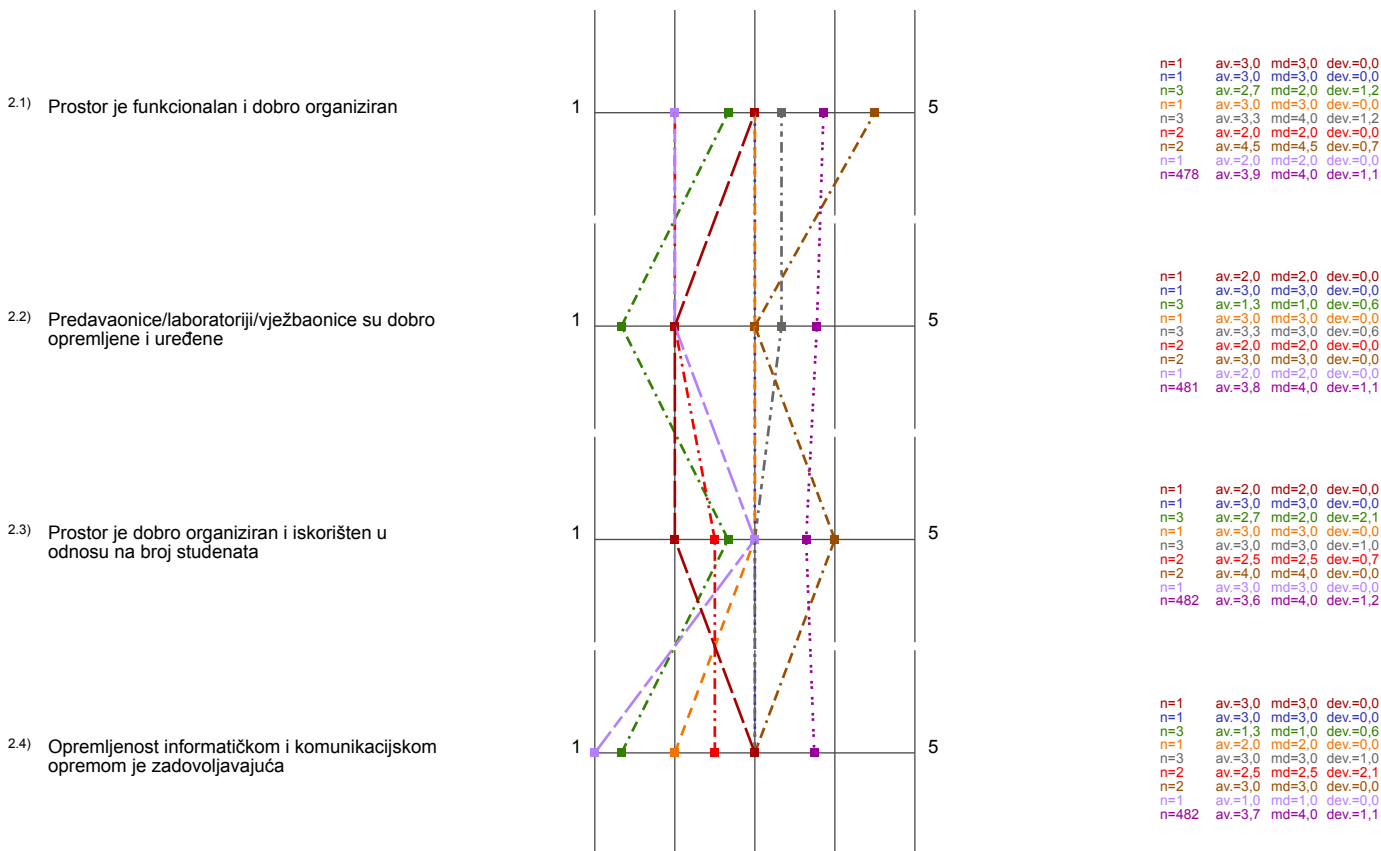 n=1 av.=3,0 md=3,0 dev.=0,0
n=1 av.=3,0 md=3,0 dev.=0,0
n=3 av.=2,7 md=2,0 dev.=1,2
n=1 av.=3,0 md=3,0 dev.=0,0
2.1) Prostor je funkcionalan i dobro organiziran 1 5
n=3 av.=3,3 md=4,0 dev.=1,2
n=2 av.=2,0 md=2,0 dev.=0,0
n=2 av.=4,5 md=4,5 dev.=0,7
n=1 av.=2,0 md=2,0 dev.=0,0
n=478 av.=3,9 md=4,0 dev.=1,1
n=1 av.=2,0 md=2,0 dev.=0,0
n=1 av.=3,0 md=3,0 dev.=0,0
n=3 av.=1,3 md=1,0 dev.=0,6
n=1 av.=3,0 md=3,0 dev.=0,0
2.2) Predavaonice/laboratoriji/vježbaonice su dobro 1 5
opremljene i uređene
n=3 av.=3,3 md=3,0 dev.=0,6
n=2 av.=2,0 md=2,0 dev.=0,0
n=2 av.=3,0 md=3,0 dev.=0,0
n=1 av.=2,0 md=2,0 dev.=0,0
n=481 av.=3,8 md=4,0 dev.=1,1
n=1 av.=2,0 md=2,0 dev.=0,0
n=1 av.=3,0 md=3,0 dev.=0,0
n=3 av.=2,7 md=2,0 dev.=2,1
n=1 av.=3,0 md=3,0 dev.=0,0
2.3) Prostor je dobro organiziran i iskorišten u 1 5
odnosu na broj studenata
n=3 av.=3,0 md=3,0 dev.=1,0
n=2 av.=2,5 md=2,5 dev.=0,7
n=2 av.=4,0 md=4,0 dev.=0,0
n=1 av.=3,0 md=3,0 dev.=0,0
n=482 av.=3,6 md=4,0 dev.=1,2
n=1 av.=3,0 md=3,0 dev.=0,0
n=1 av.=3,0 md=3,0 dev.=0,0
n=3 av.=1,3 md=1,0 dev.=0,6
n=1 av.=2,0 md=2,0 dev.=0,0
2.4) Opremljenost informatičkom i komunikacijskom 1 5
opremom je zadovoljavajuća
n=3 av.=3,0 md=3,0 dev.=1,0
n=2 av.=2,5 md=2,5 dev.=2,1
n=2 av.=3,0 md=3,0 dev.=0,0
n=1 av.=1,0 md=1,0 dev.=0,0
n=482 av.=3,7 md=4,0 dev.=1,1